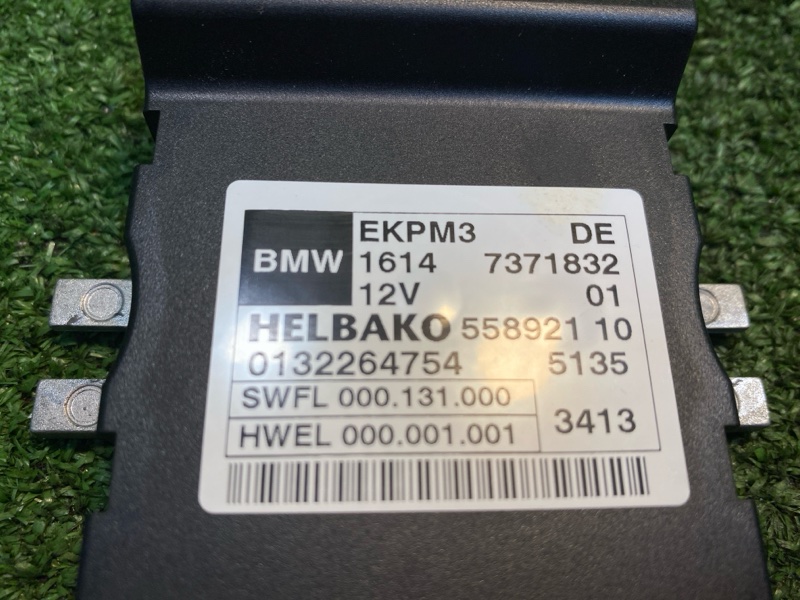 BMW
EKPM3 DE
1614 7371832
12V 01
HELBAKO 558921 10
0132264754 5135
SWFL 000.131.000
HWEL 000.001.001
3413